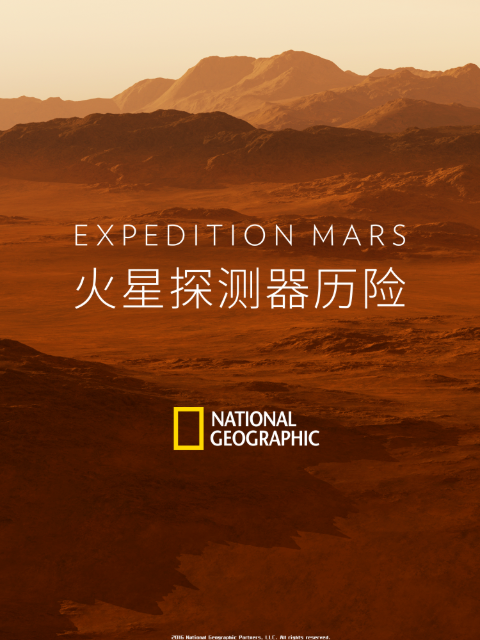 EXPEDITION MARS
火星探测器历险
NATIONAL
GEOGRAPHIC
2016 National Geographic Partners, LLC. All rights reserved.